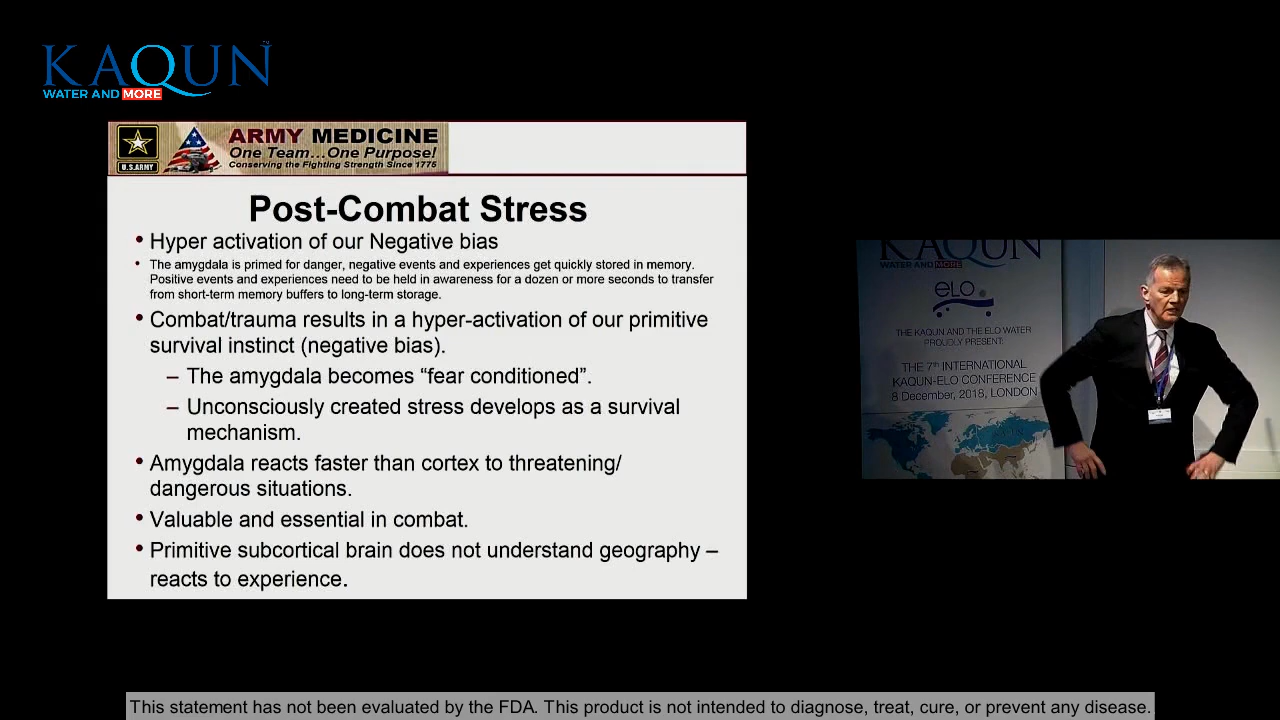 KAQUN
WATER AND MORE
U.S.ARMY
ARMY MEDICINE
One Team...One Purpose!
Conserving the Fighting Strength Since 1775
Post-Combat Stress
• Hyper activation of our Negative bias
• The amygdala is primed for danger, negative events and experiences get quickly stored in memory.
Positive events and experiences need to be held in awareness for a dozen or more seconds to transfer
from short-term memory buffers to long-term storage.
• Combat/trauma results in a hyper-activation of our primitive
survival instinct (negative bias).
– The amygdala becomes “fear conditioned”.
– Unconsciously created stress develops as a survival
mechanism.
• Amygdala reacts faster than cortex to threatening/
dangerous situations.
• Valuable and essential in combat.
• Primitive subcortical brain does not understand geography –
reacts to experience.
KAQUN
WATER AND MORE
eLO
THE KAQUN AND THE ELO WATER
PROUDLY PRESENT:
THE 7th INTERNATIONAL
KAQUN-ELO CONFERENCE
8 December, 2018, LONDON
This statement has not been evaluated by the FDA. This product is not intended to diagnose, treat, cure, or prevent any disease.